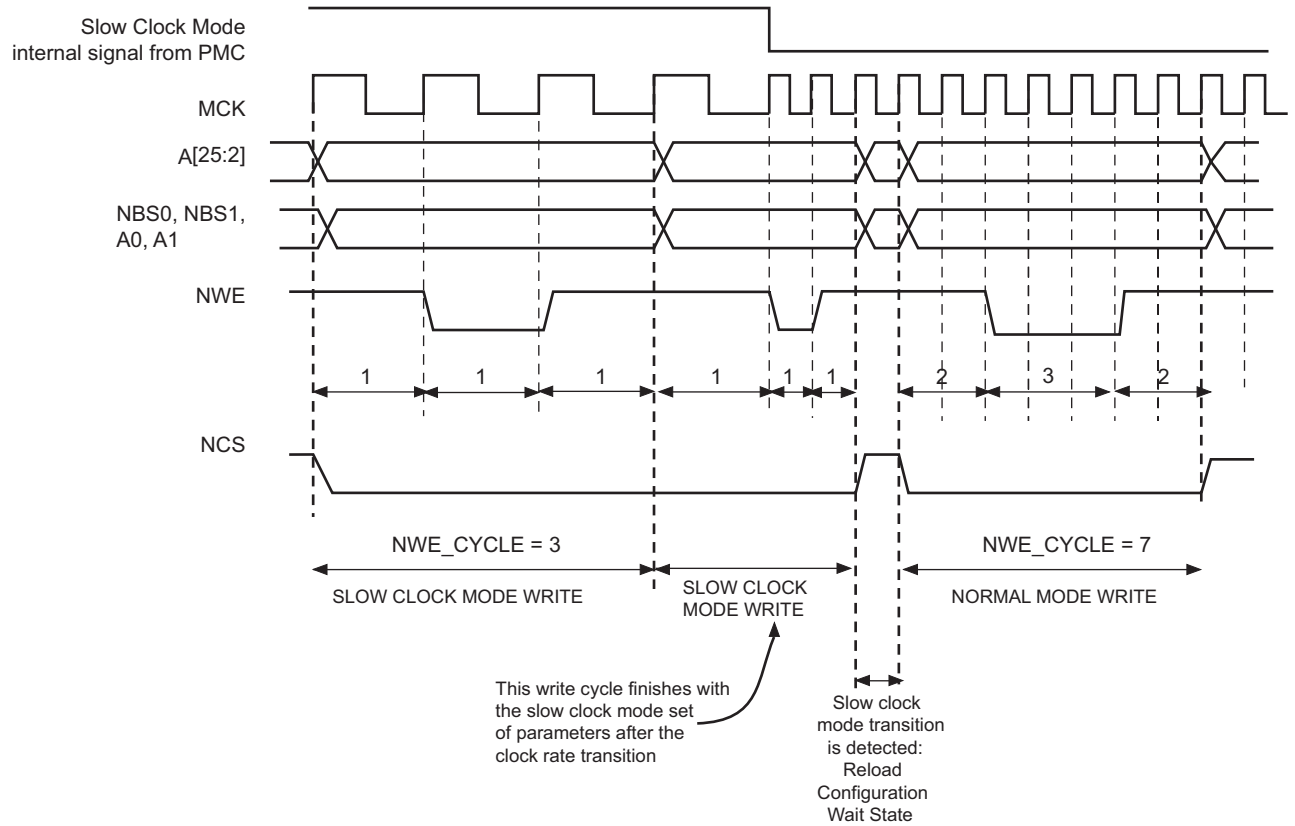 Slow Clock Mode
internal signal from PMC
MCK
A[25:2]
NBS0, NBS1,
A0, A1
NWE
1 1 1 1 1 1 2 3 2
NCS
NWE_CYCLE = 3
NWE_CYCLE = 7
SLOW CLOCK MODE WRITE
SLOW CLOCK
MODE WRITE
NORMAL MODE WRITE
This write cycle finishes with
the slow clock mode set
of parameters after the
clock rate transition
Slow clock
mode transition
is detected:
Reload
Configuration
Wait State